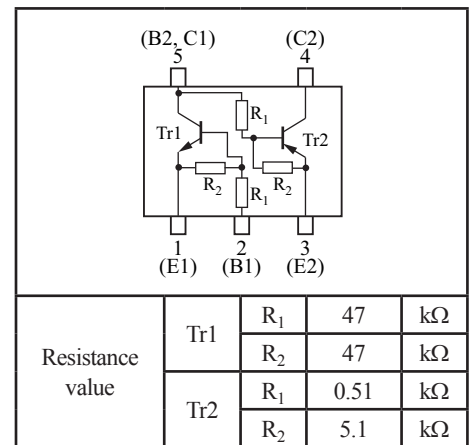 (B2, C1) (C2)
5 4
R₁
Tr1 Tr2
R₂ R₂
R₁
1 2 3
(E1) (B1) (E2)
Resistance value Tr1 R₁ 47 kΩ
R₂ 47 kΩ
Tr2 R₁ 0.51 kΩ
R₂ 5.1 kΩ